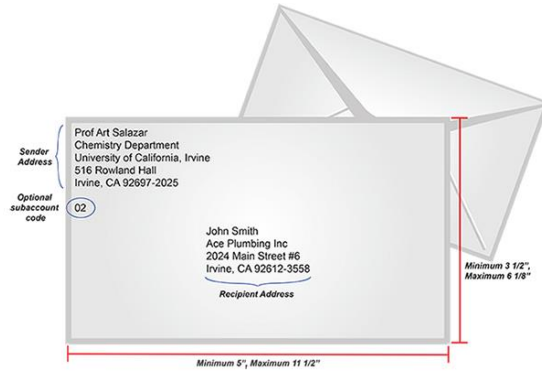 Prof Art Salazar
Chemistry Department
University of California, Irvine
516 Rowland Hall
Irvine, CA 92697-2025
Sender
Address
Optional
subaccount
code
02
John Smith
Ace Plumbing Inc
2024 Main Street #6
Irvine, CA 92612-3558
Recipient Address
Minimum 3 1/2",
Maximum 6 1/8"
Minimum 5", Maximum 11 1/2"